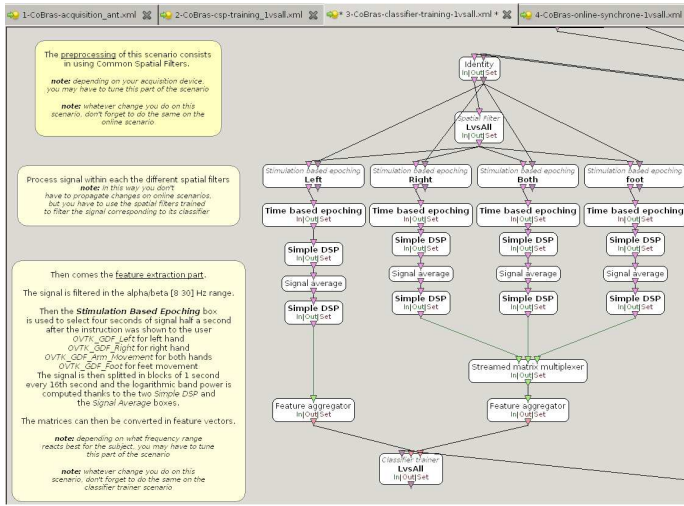 1-CoBras-acquisition_ant.xml
2-CoBras-csp-training_1vsall.xml
* 3-CoBras-classifier-training-1vsall.xml *
4-CoBras-online-synchrone-1vsall.xml
The preprocessing of this scenario consists
in using Common Spatial Filters.
note: depending on your acquisition device,
you may have to tune this part of the scenario
note: whatever change you do on this
scenario, don't forget to do the same on the
online scenario.
Process signal within each the different spatial filters
note: in this way you don't
have to propagate changes on online scenarios,
but you have to use the spatial filters trained
to filter the signal corresponding to its classifier
Then comes the feature extraction part.
The signal is filtered in the alpha/beta [8 30] Hz range.
Then the Stimulation Based Epoching box
is used to select four seconds of signal half a second
after the instruction was shown to the user
OVTK_GDF_Left for left hand
OVTK_GDF_Right for right hand
OVTK_GDF_Arm_Movement for both hands
OVTK_GDF_Foot for feet movement
The signal is then splitted in blocks of 1 second
every 16th second and the logarithmic band power is
computed thanks to the two Simple DSP and
the Signal Average boxes.
The matrices can then be converted in feature vectors.
note: depending on what frequency range
reacts best for the subject, you may have to tune
this part of the scenario
note: whatever change you do on this
scenario, don't forget to do the same on the
classifier trainer scenario
Identity
In|Out|Set
Spatial Filter
LvsAll
In|Out|Set
Stimulation based epoching
Left
Stimulation based epoching
Right
Stimulation based epoching
Both
Stimulation based epoching
foot
Time based epoching
In|Out|Set
Time based epoching
In|Out|Set
Time based epoching
In|Out|Set
Time based epoching
In|Out|Set
Simple DSP
In|Out|Set
Simple DSP
In|Out|Set
Simple DSP
In|Out|Set
Simple DSP
In|Out|Set
Signal average
Signal average
Signal average
Signal average
Simple DSP
In|Out|Set
Simple DSP
In|Out|Set
Simple DSP
In|Out|Set
Simple DSP
In|Out|Set
Streamed matrix multiplexer
In|Out|Set
Feature aggregator
In|Out|Set
Feature aggregator
In|Out|Set
Classifier trainer
LvsAll
In|Out|Set